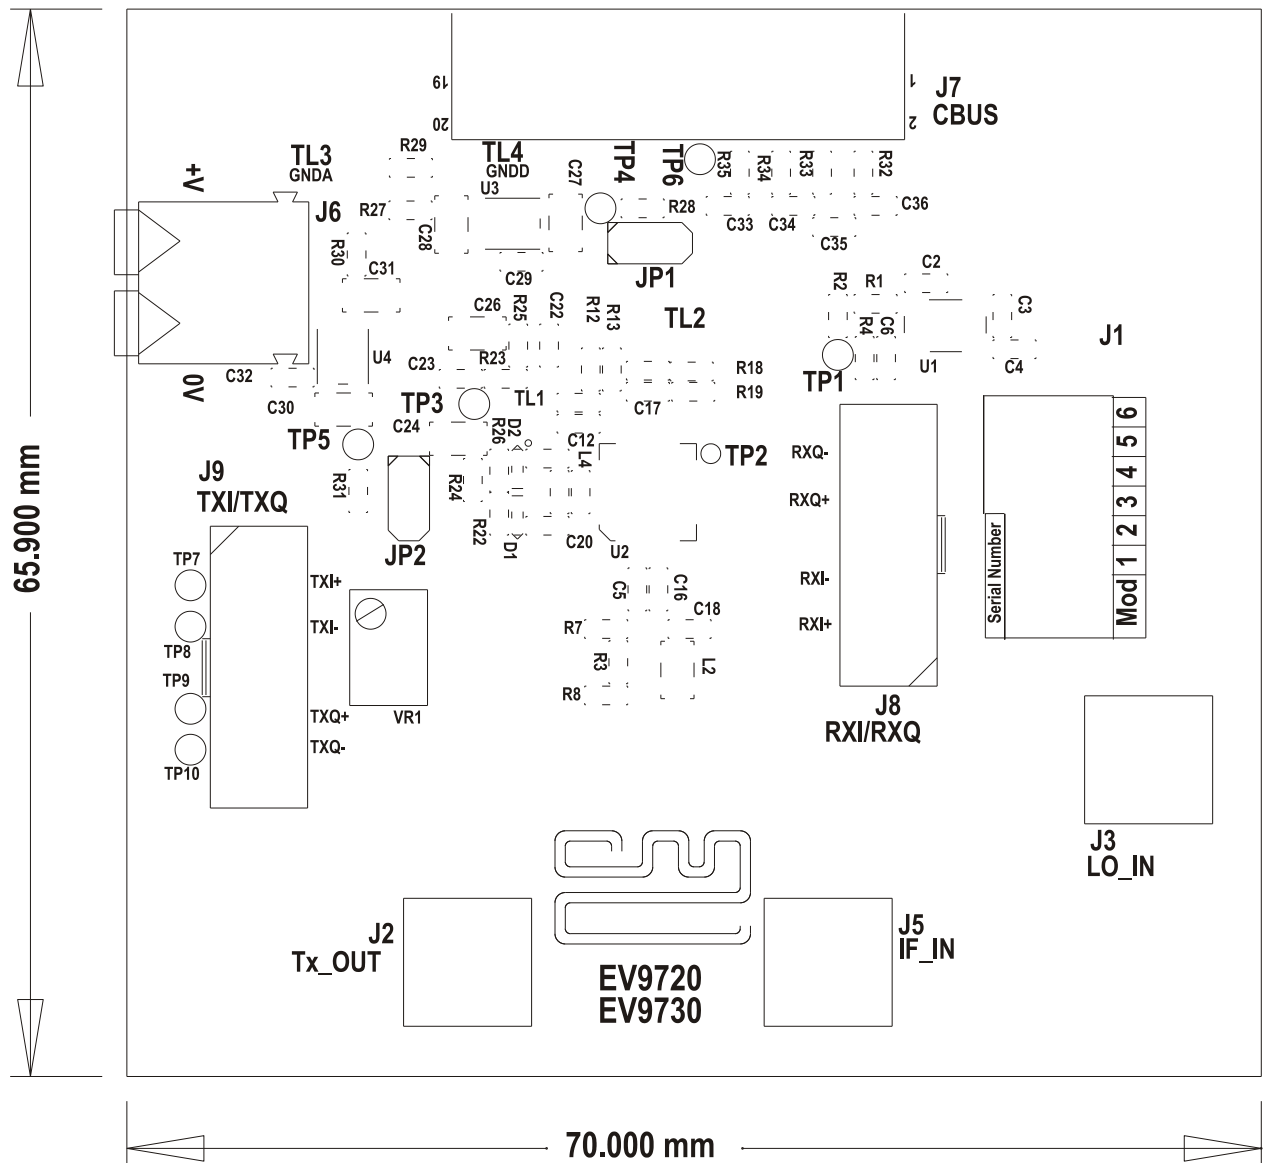 19
1
J7
CBUS
20
2
R29
TL3
GNDA
TL4
GNDD
C27
TP4
TP6
R35
R34
R33
R32
+V
U3
J6
R27
C28
R28
C33
C34
C36
C35
R30
C31
C29
JP1
C2
R2
R1
C26
R25
C22
R12
R13
TL2
R4
C6
C3
J1
U4
C23
R23
R18
TP1
U1
C4
C32
0V
R19
C30
TP3
TL1
C17
TP5
C24
R26
D2
C12
L4
TP2
RXQ-
6
5
4
3
2
1
Mod
J9
TXI/TXQ
R31
R24
RXQ+
JP2
R22
D1
C20
U2
Serial Number
TP7
TXI+
C5
C16
RXI-
TXI-
R7
C18
RXI+
TP8
R3
L2
TP9
R8
TXQ+
VR1
J8
RXI/RXQ
TXQ-
TP10
J3
LO_IN
J2
Tx_OUT
J5
IF_IN
EV9720
EV9730
65.900 mm
70.000 mm